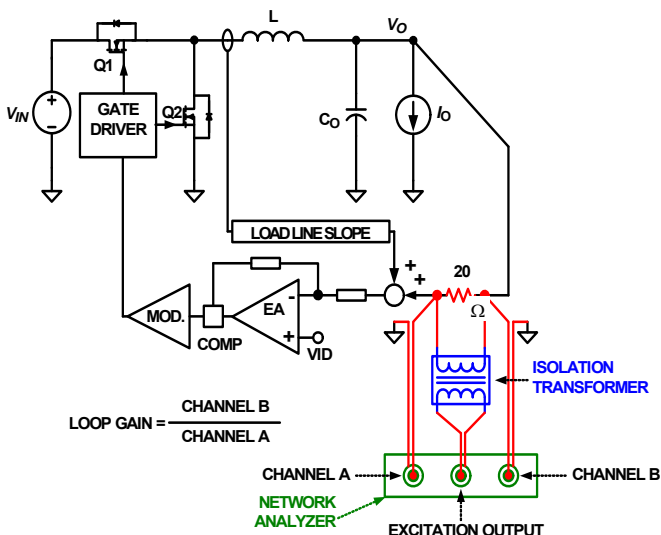 L
VO
Q1
VIN
+
−
GATE
DRIVER
Q2
CO
IO
LOAD LINE SLOPE
+
+
20
Ω
MOD.
COMP
EA
-
+
VID
ISOLATION
TRANSFORMER
LOOP GAIN = CHANNEL B
CHANNEL A
CHANNEL A
CHANNEL B
NETWORK
ANALYZER
EXCITATION OUTPUT